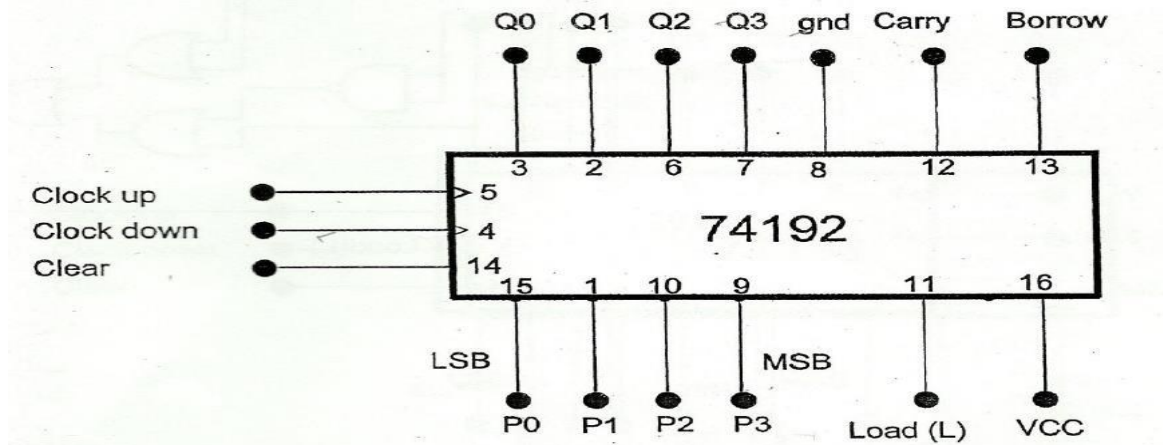 Q0 Q1 Q2 Q3 gnd Carry Borrow
3 2 6 7 8 12 13
Clock up 5
74192
Clock down 4
Clear 14
15 1 10 9 11 16
LSB MSB
P0 P1 P2 P3 Load (L) VCC